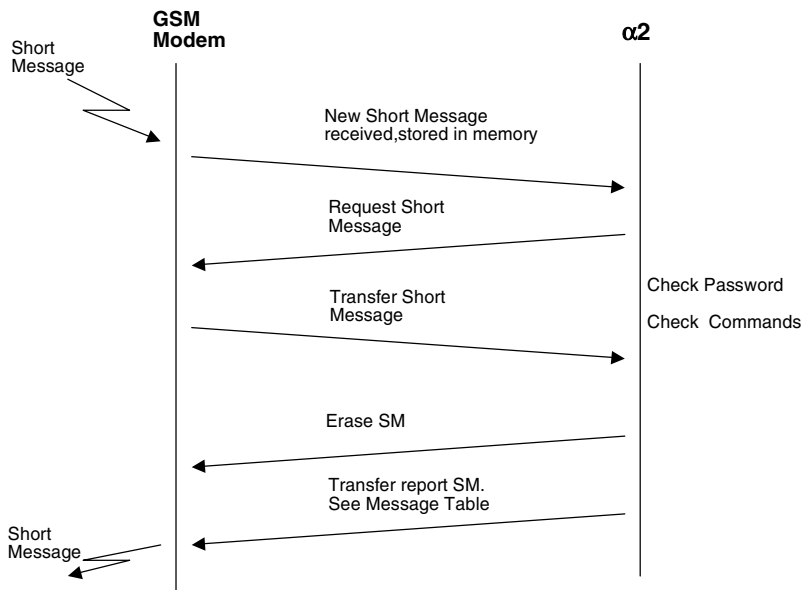 GSM
Modem
α2
Short
Message
New Short Message
received,stored in memory
Request Short
Message
Check Password
Transfer Short
Message
Check Commands
Erase SM
Transfer report SM.
See Message Table
Short
Message